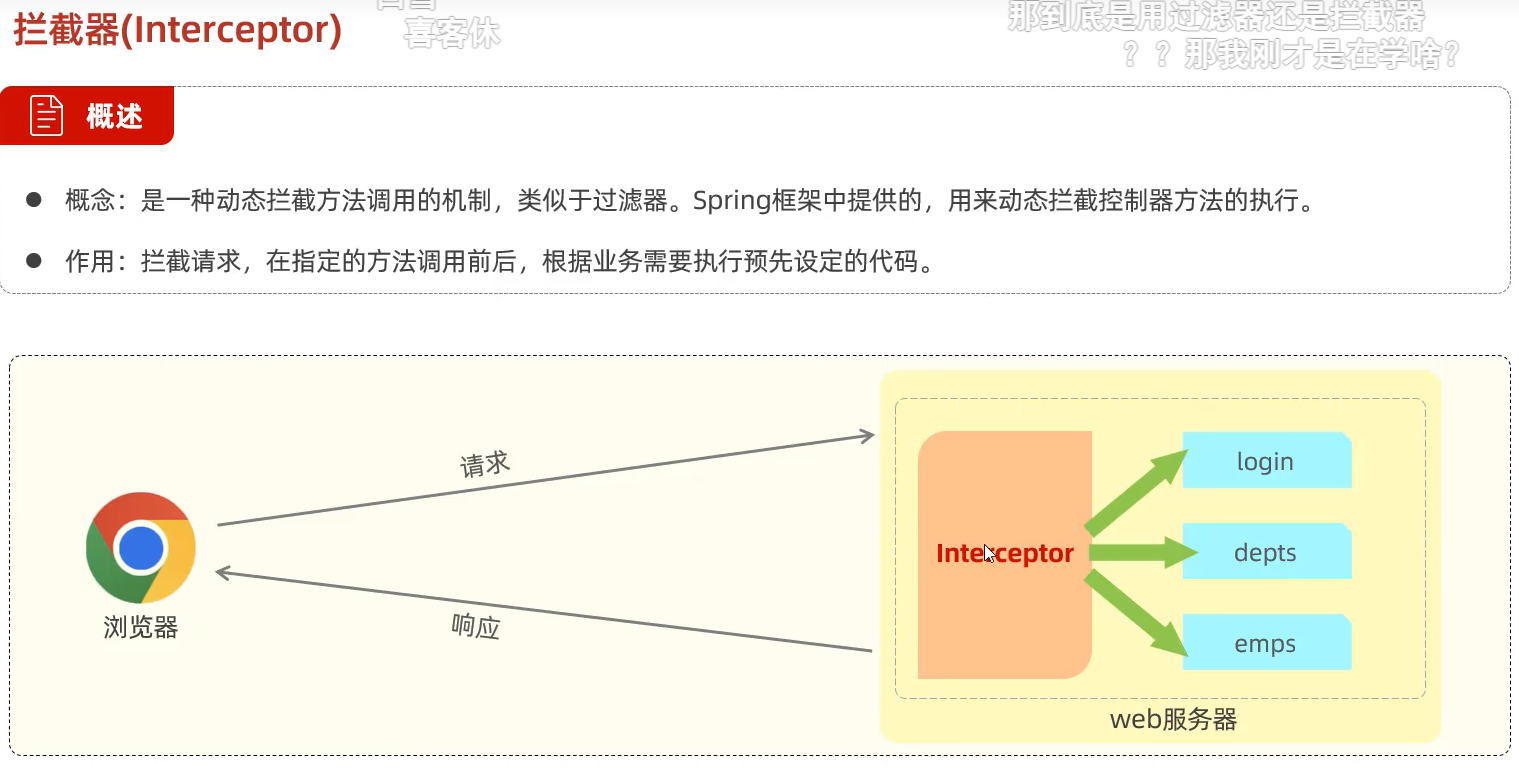 拦截器(Interceptor)
喜客休
那到底是用过滤器还是拦截器
？？那我刚才是在学啥？
概述
概念：是一种动态拦截方法调用的机制，类似于过滤器。Spring框架中提供的，用来动态拦截控制器方法的执行。
作用：拦截请求，在指定的方法调用前后，根据业务需要执行预先设定的代码。
请求
login
Interceptor
depts
浏览器
响应
emps
web服务器